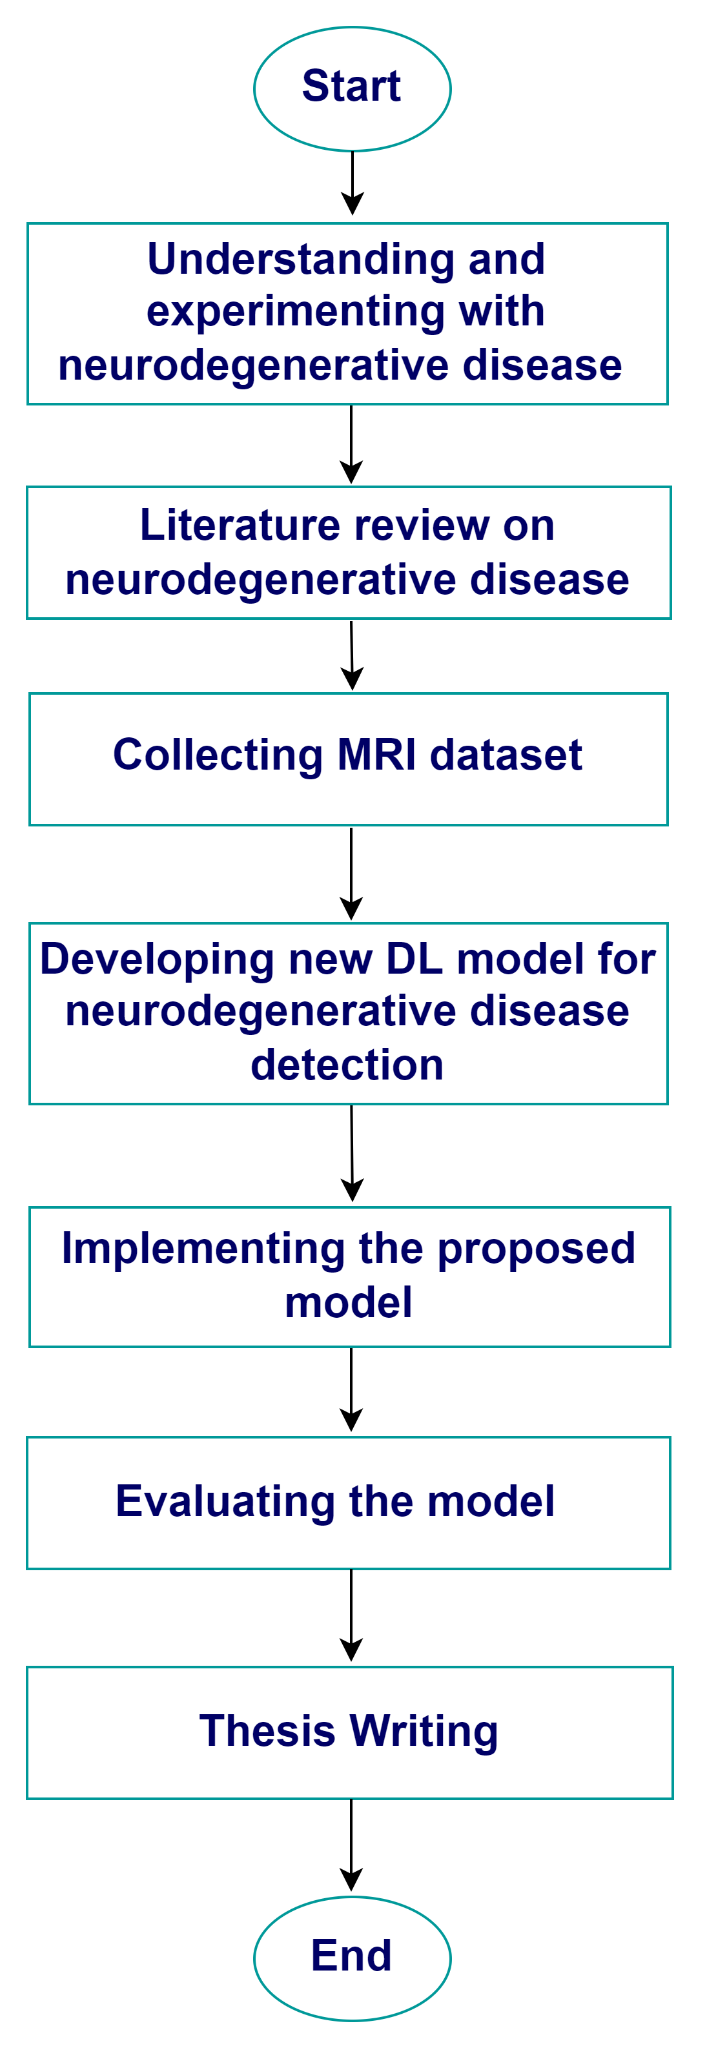 Start
Understanding and
experimenting with
neurodegenerative disease
Literature review on
neurodegenerative disease
Collecting MRI dataset
Developing new DL model for
neurodegenerative disease
detection
Implementing the proposed
model
Evaluating the model
Thesis Writing
End